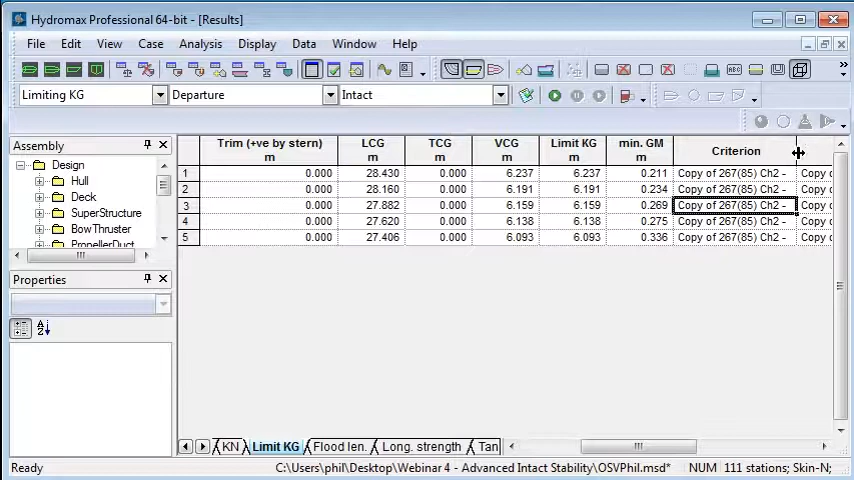 Hydromax Professional 64-bit - [Results]
File Edit View Case Analysis Display Data Window Help
Limiting KG Departure Intact
Assembly
Design
Hull
Deck
SuperStructure
BowThruster
PropellerDuct
Properties
Trim (+ve by stern) m LCG m TCG m VCG m Limit KG m min. GM m Criterion
1 0.000 28.430 0.000 6.237 6.237 0.211 Copy of 267(85) Ch2 - Copy
2 0.000 28.160 0.000 6.191 6.191 0.234 Copy of 267(85) Ch2 - Copy
3 0.000 27.882 0.000 6.159 6.159 0.269 Copy of 267(85) Ch2 - Copy
4 0.000 27.620 0.000 6.138 6.138 0.275 Copy of 267(85) Ch2 - Copy
5 0.000 27.406 0.000 6.093 6.093 0.336 Copy of 267(85) Ch2 - Copy
KN Limit KG Flood len. Long. strength Tan
Ready C:\Users\phil\Desktop\Webinar 4 - Advanced Intact Stability\OSVPhil.msd* NUM 111 stations; Skin-N;